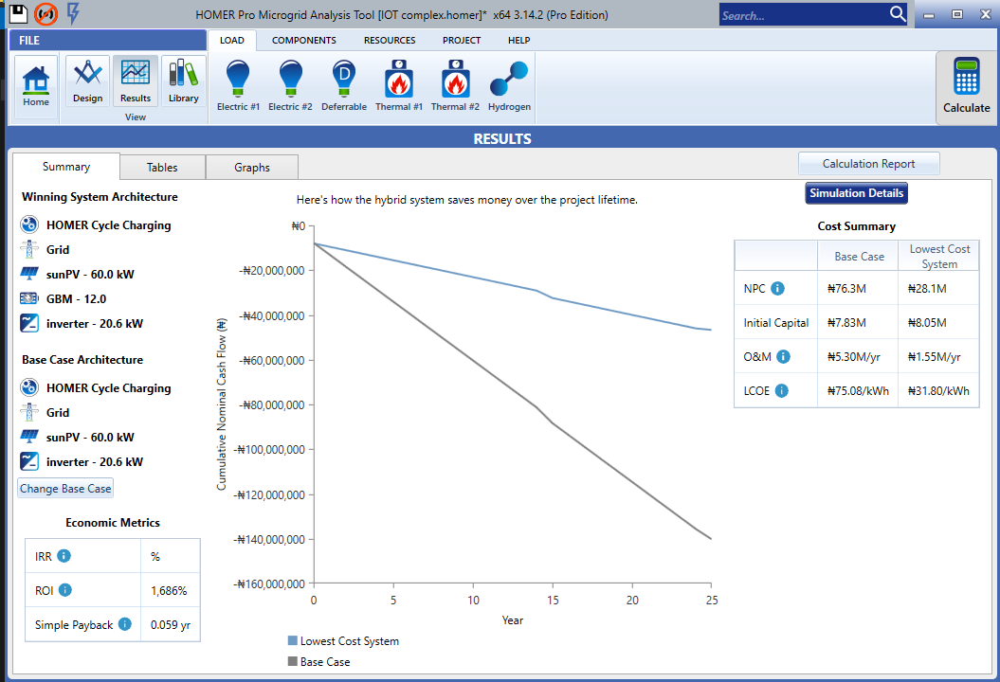 HOMER Pro Microgrid Analysis Tool [IOT complex.homer]* x64 3.14.2 (Pro Edition)
Search...
FILE
LOAD
COMPONENTS
RESOURCES
PROJECT
HELP
Home
Design
Results
Library
View
Electric #1
Electric #2
D
Deferrable
Thermal #1
Thermal #2
Hydrogen
Calculate
RESULTS
Summary
Tables
Graphs
Calculation Report
Simulation Details
Winning System Architecture
HOMER Cycle Charging
Grid
sunPV - 60.0 kW
GBM - 12.0
inverter - 20.6 kW
Base Case Architecture
HOMER Cycle Charging
Grid
sunPV - 60.0 kW
inverter - 20.6 kW
Change Base Case
Economic Metrics
IRR %
ROI 1,686%
Simple Payback 0.059 yr
Here's how the hybrid system saves money over the project lifetime.
Cumulative Nominal Cash Flow (₦)
₦0
-₦20,000,000
-₦40,000,000
-₦60,000,000
-₦80,000,000
-₦100,000,000
-₦120,000,000
-₦140,000,000
-₦160,000,000
0 5 10 15 20 25
Year
Lowest Cost System
Base Case
Cost Summary
Base Case
Lowest Cost
System
NPC ₦76.3M ₦28.1M
Initial Capital ₦7.83M ₦8.05M
O&M ₦5.30M/yr ₦1.55M/yr
LCOE ₦75.08/kWh ₦31.80/kWh